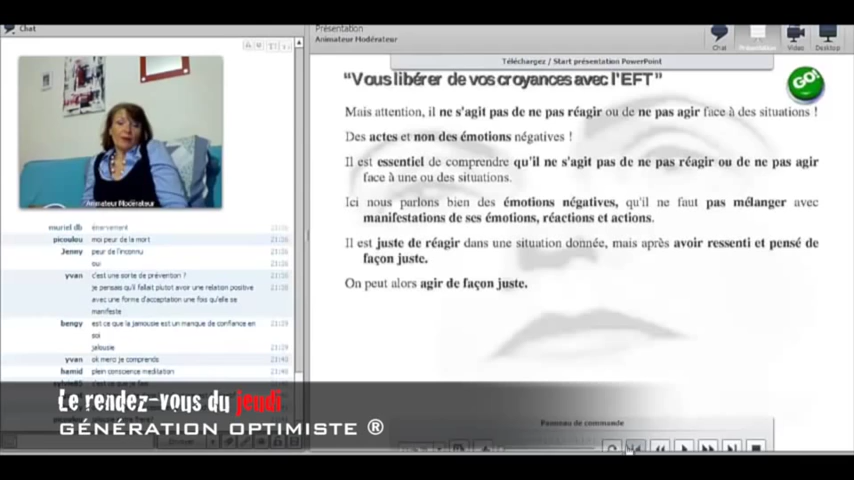 Chat
Présentation
Animateur Modérateur
Chat
Présentation
Video
Desktop
Téléchargez / Start présentation PowerPoint
“Vous libérer de vos croyances avec l'EFT”
GO!
Mais attention, il ne s'agit pas de ne pas réagir ou de ne pas agir face à des situations !
Des actes et non des émotions négatives !
Il est essentiel de comprendre qu'il ne s'agit pas de ne pas réagir ou de ne pas agir
face à une ou des situations.
Ici nous parlons bien des émotions négatives, qu'il ne faut pas mélanger avec
manifestations de ses émotions, réactions et actions.
Il est juste de réagir dans une situation donnée, mais après avoir ressenti et pensé de
façon juste.
On peut alors agir de façon juste.
Animateur Modérateur
muriel db énervement
picoulou moi peur de la mort
Jenny peur de l'inconnu
oui
yvan c'est une sorte de prévention ?
je pensais qu'il fallait plutot avoir une relation positive
avec une forme d'acceptation une fois qu'elle se
manifeste
bengy est ce que la jamousie est un manque de confiance en
soi
jalousie
yvan ok merci je comprends
hamid plein conscience meditation
Le rendez-vous du jeudi
GÉNÉRATION OPTIMISTE ®
Panneau de commande